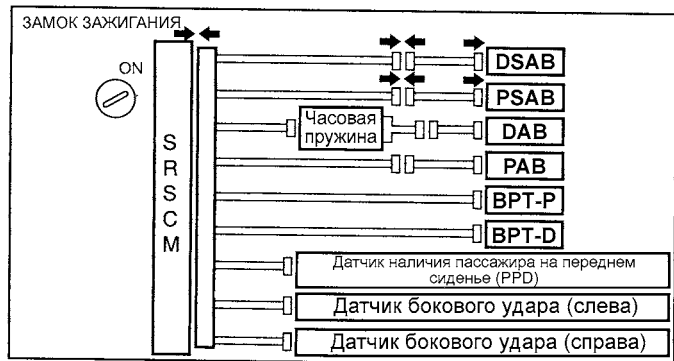 ЗАМОК ЗАЖИГАНИЯ
ON
SRSCM
DSAB
PSAB
Часовая
пружина
DAB
PAB
BPT-P
BPT-D
Датчик наличия пассажира на переднем
сиденье (PPD)
Датчик бокового удара (слева)
Датчик бокового удара (справа)